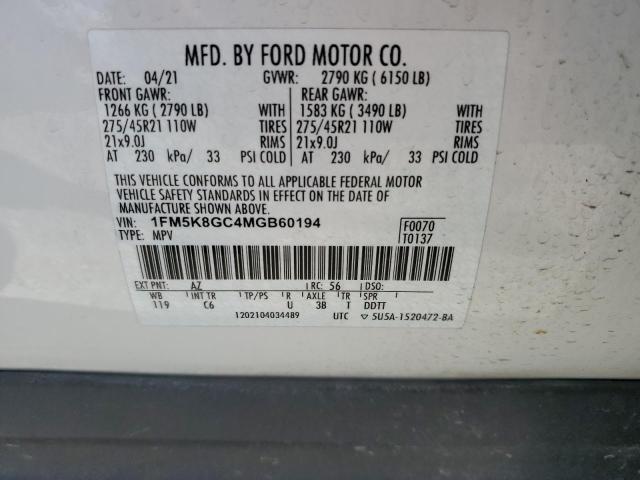 MFD. BY FORD MOTOR CO.
DATE: 04/21 GVWR: 2790 KG ( 6150 LB)
FRONT GAWR: REAR GAWR:
1266 KG ( 2790 LB) WITH 1583 KG ( 3490 LB) WITH
275/45R21 110W TIRES 275/45R21 110W TIRES
21x9.0J RIMS 21x9.0J RIMS
AT 230 kPa/ 33 PSI COLD AT 230 kPa/ 33 PSI COLD
THIS VEHICLE CONFORMS TO ALL APPLICABLE FEDERAL MOTOR
VEHICLE SAFETY STANDARDS IN EFFECT ON THE DATE OF
MANUFACTURE SHOWN ABOVE.
VIN: 1FM5K8GC4MGB60194 F0070
TYPE: MPV T0137
EXT PNT: AZ RC: 56 DSO:
WB INT TR TP/PS R AXLE TR SPR
119 C6 U 3B T DDTT
1202104034489 UTC ▽ 5U5A-1520472-BA